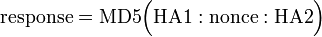 response = MD5(HA1 : nonce : HA2)